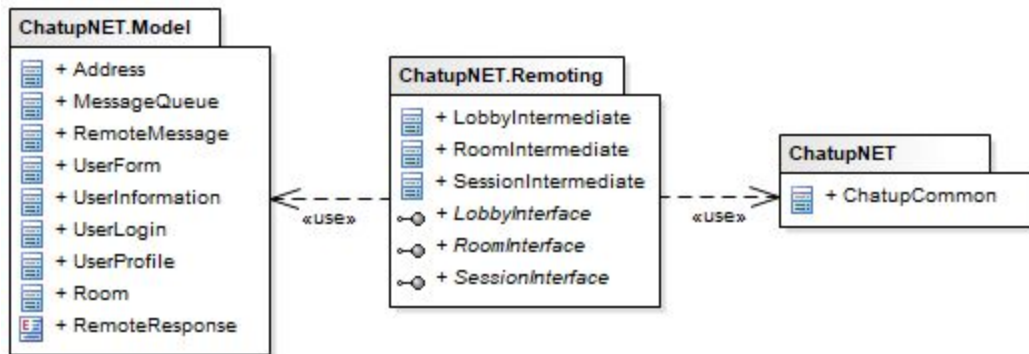 ChatupNET.Model
+ Address
+ MessageQueue
+ RemoteMessage
+ UserForm
+ UserInformation
+ UserLogin
+ UserProfile
+ Room
E
+ RemoteResponse
«use»
ChatupNET.Remoting
+ LobbyIntermediate
+ RoomIntermediate
+ SessionIntermediate
+ LobbyInterface
+ RoomInterface
+ SessionInterface
«use»
ChatupNET
+ ChatupCommon